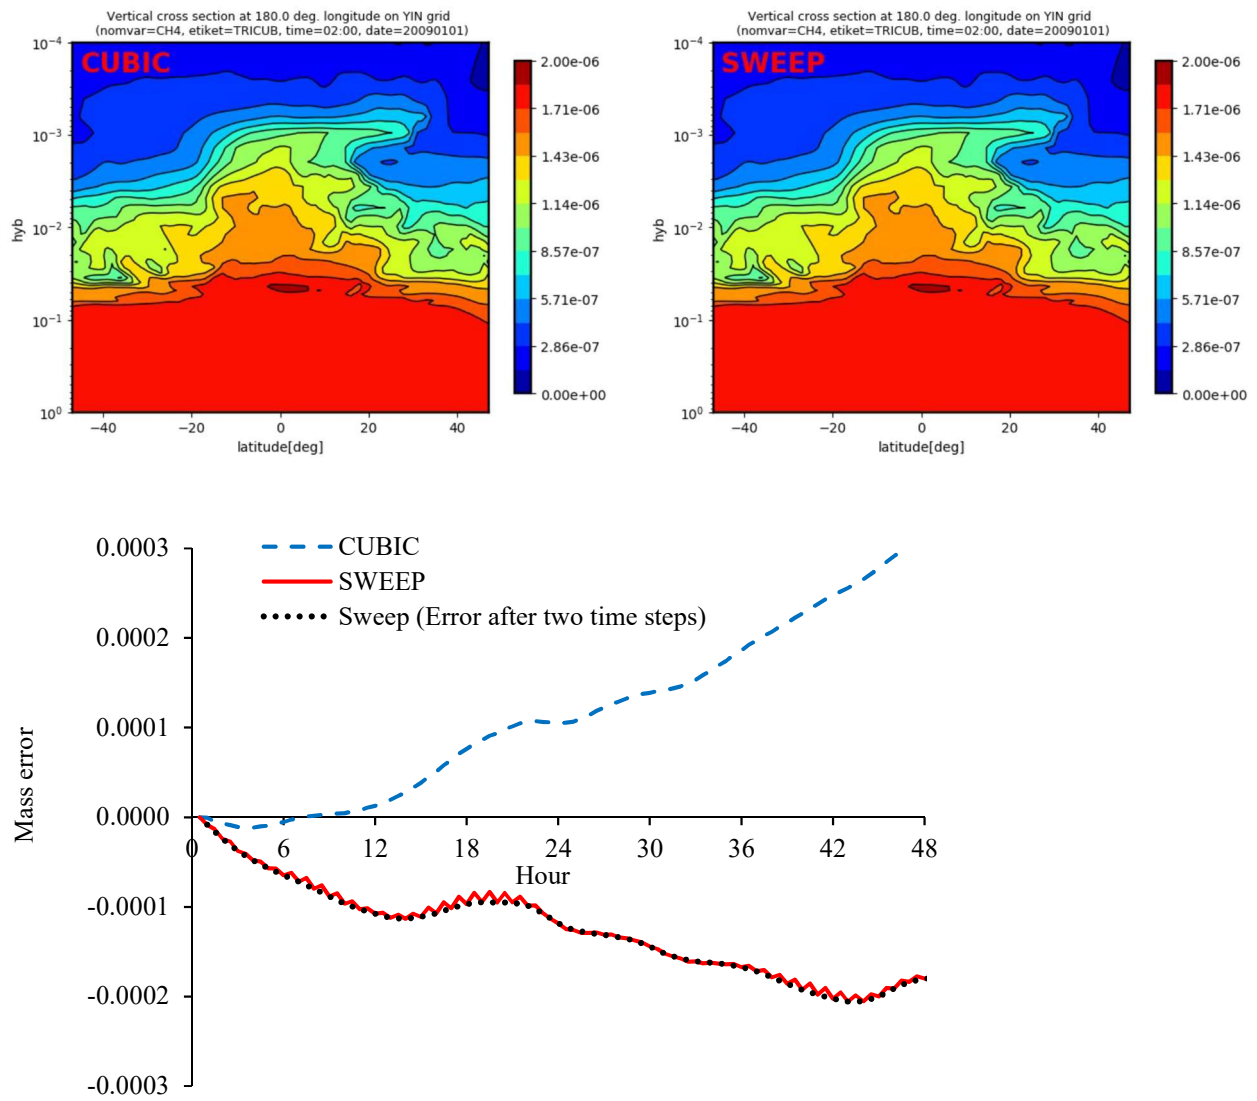 Vertical cross section at 180.0 deg. longitude on YIN grid
(nomvar=CH4, etiket=TRICUB, time=02:00, date=20090101)
CUBIC
10⁻⁴
10⁻³
10⁻²
10⁻¹
10⁰
hyb
−40
−20
0
20
40
latitude[deg]
2.00e-06
1.71e-06
1.43e-06
1.14e-06
8.57e-07
5.71e-07
2.86e-07
0.00e+00
Vertical cross section at 180.0 deg. longitude on YIN grid
(nomvar=CH4, etiket=TRICUB, time=02:00, date=20090101)
SWEEP
10⁻⁴
10⁻³
10⁻²
10⁻¹
10⁰
hyb
−40
−20
0
20
40
latitude[deg]
2.00e-06
1.71e-06
1.43e-06
1.14e-06
8.57e-07
5.71e-07
2.86e-07
0.00e+00
CUBIC
SWEEP
Sweep (Error after two time steps)
Mass error
0.0003
0.0002
0.0001
0.0000
-0.0001
-0.0002
-0.0003
0
6
12
18
24
30
36
42
48
Hour